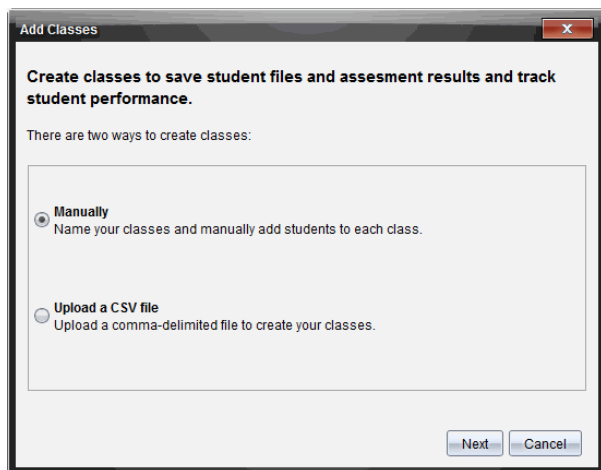 Add Classes
X
Create classes to save student files and assesment results and track
student performance.
There are two ways to create classes:
Manually
Name your classes and manually add students to each class.
Upload a CSV file
Upload a comma-delimited file to create your classes.
Next Cancel